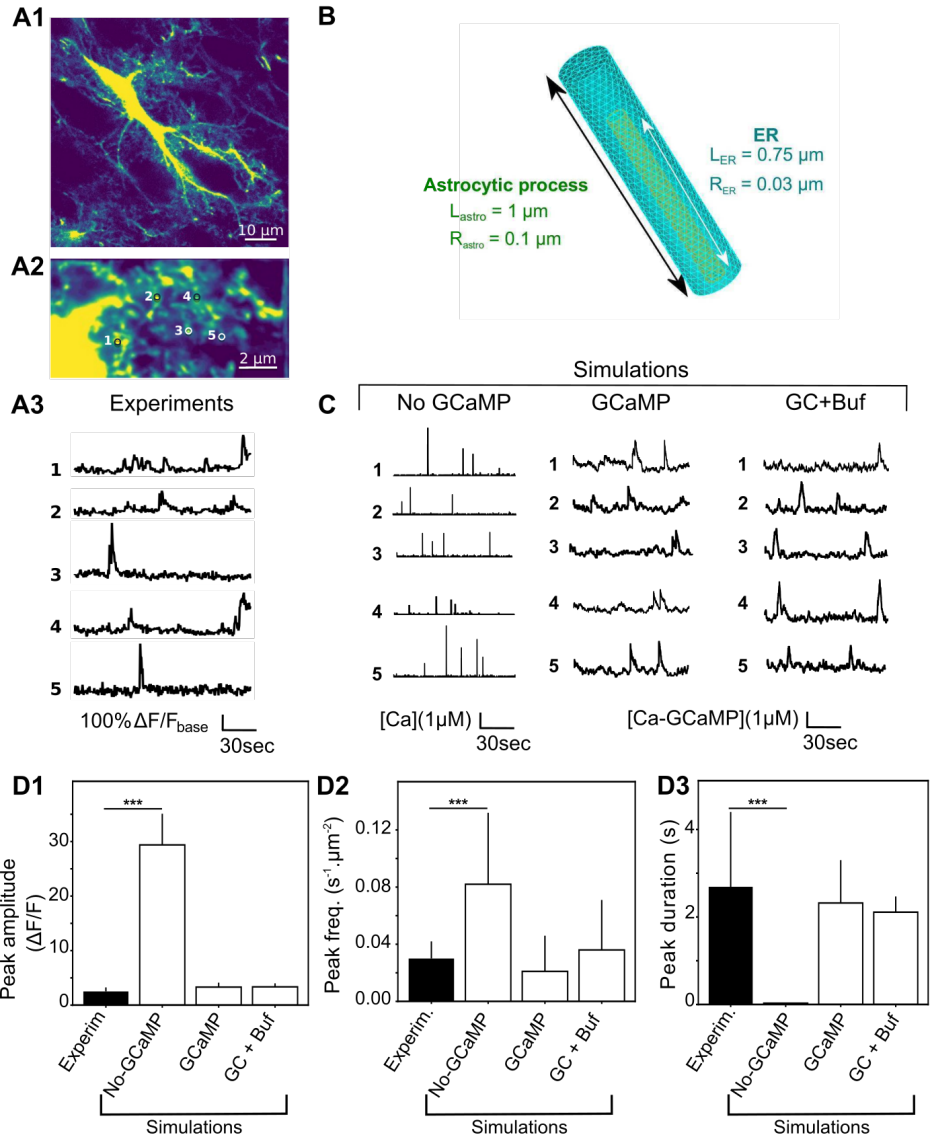 A1
10 μm
A2
2
4
3
5
1
2 μm
B
ER
L_ER = 0.75 μm
R_ER = 0.03 μm
Astrocytic process
L_astro = 1 μm
R_astro = 0.1 μm
A3
Experiments
1
2
3
4
5
100% ΔF/F_base
30sec
C
Simulations
No GCaMP
GCaMP
GC+Buf
1
2
3
4
5
1
2
3
4
5
1
2
3
4
5
[Ca](1μM)
30sec
[Ca-GCaMP](1μM)
30sec
D1
Peak amplitude
(ΔF/F)
30
20
10
0
***
Experim.
No-GCaMP
GCaMP
GC + Buf
Simulations
D2
Peak freq. (s⁻¹.μm⁻²)
0.12
0.08
0.04
0.00
***
Experim.
No-GCaMP
GCaMP
GC + Buf
Simulations
D3
Peak duration (s)
4
2
0
***
Experim.
No-GCaMP
GCaMP
GC + Buf
Simulations